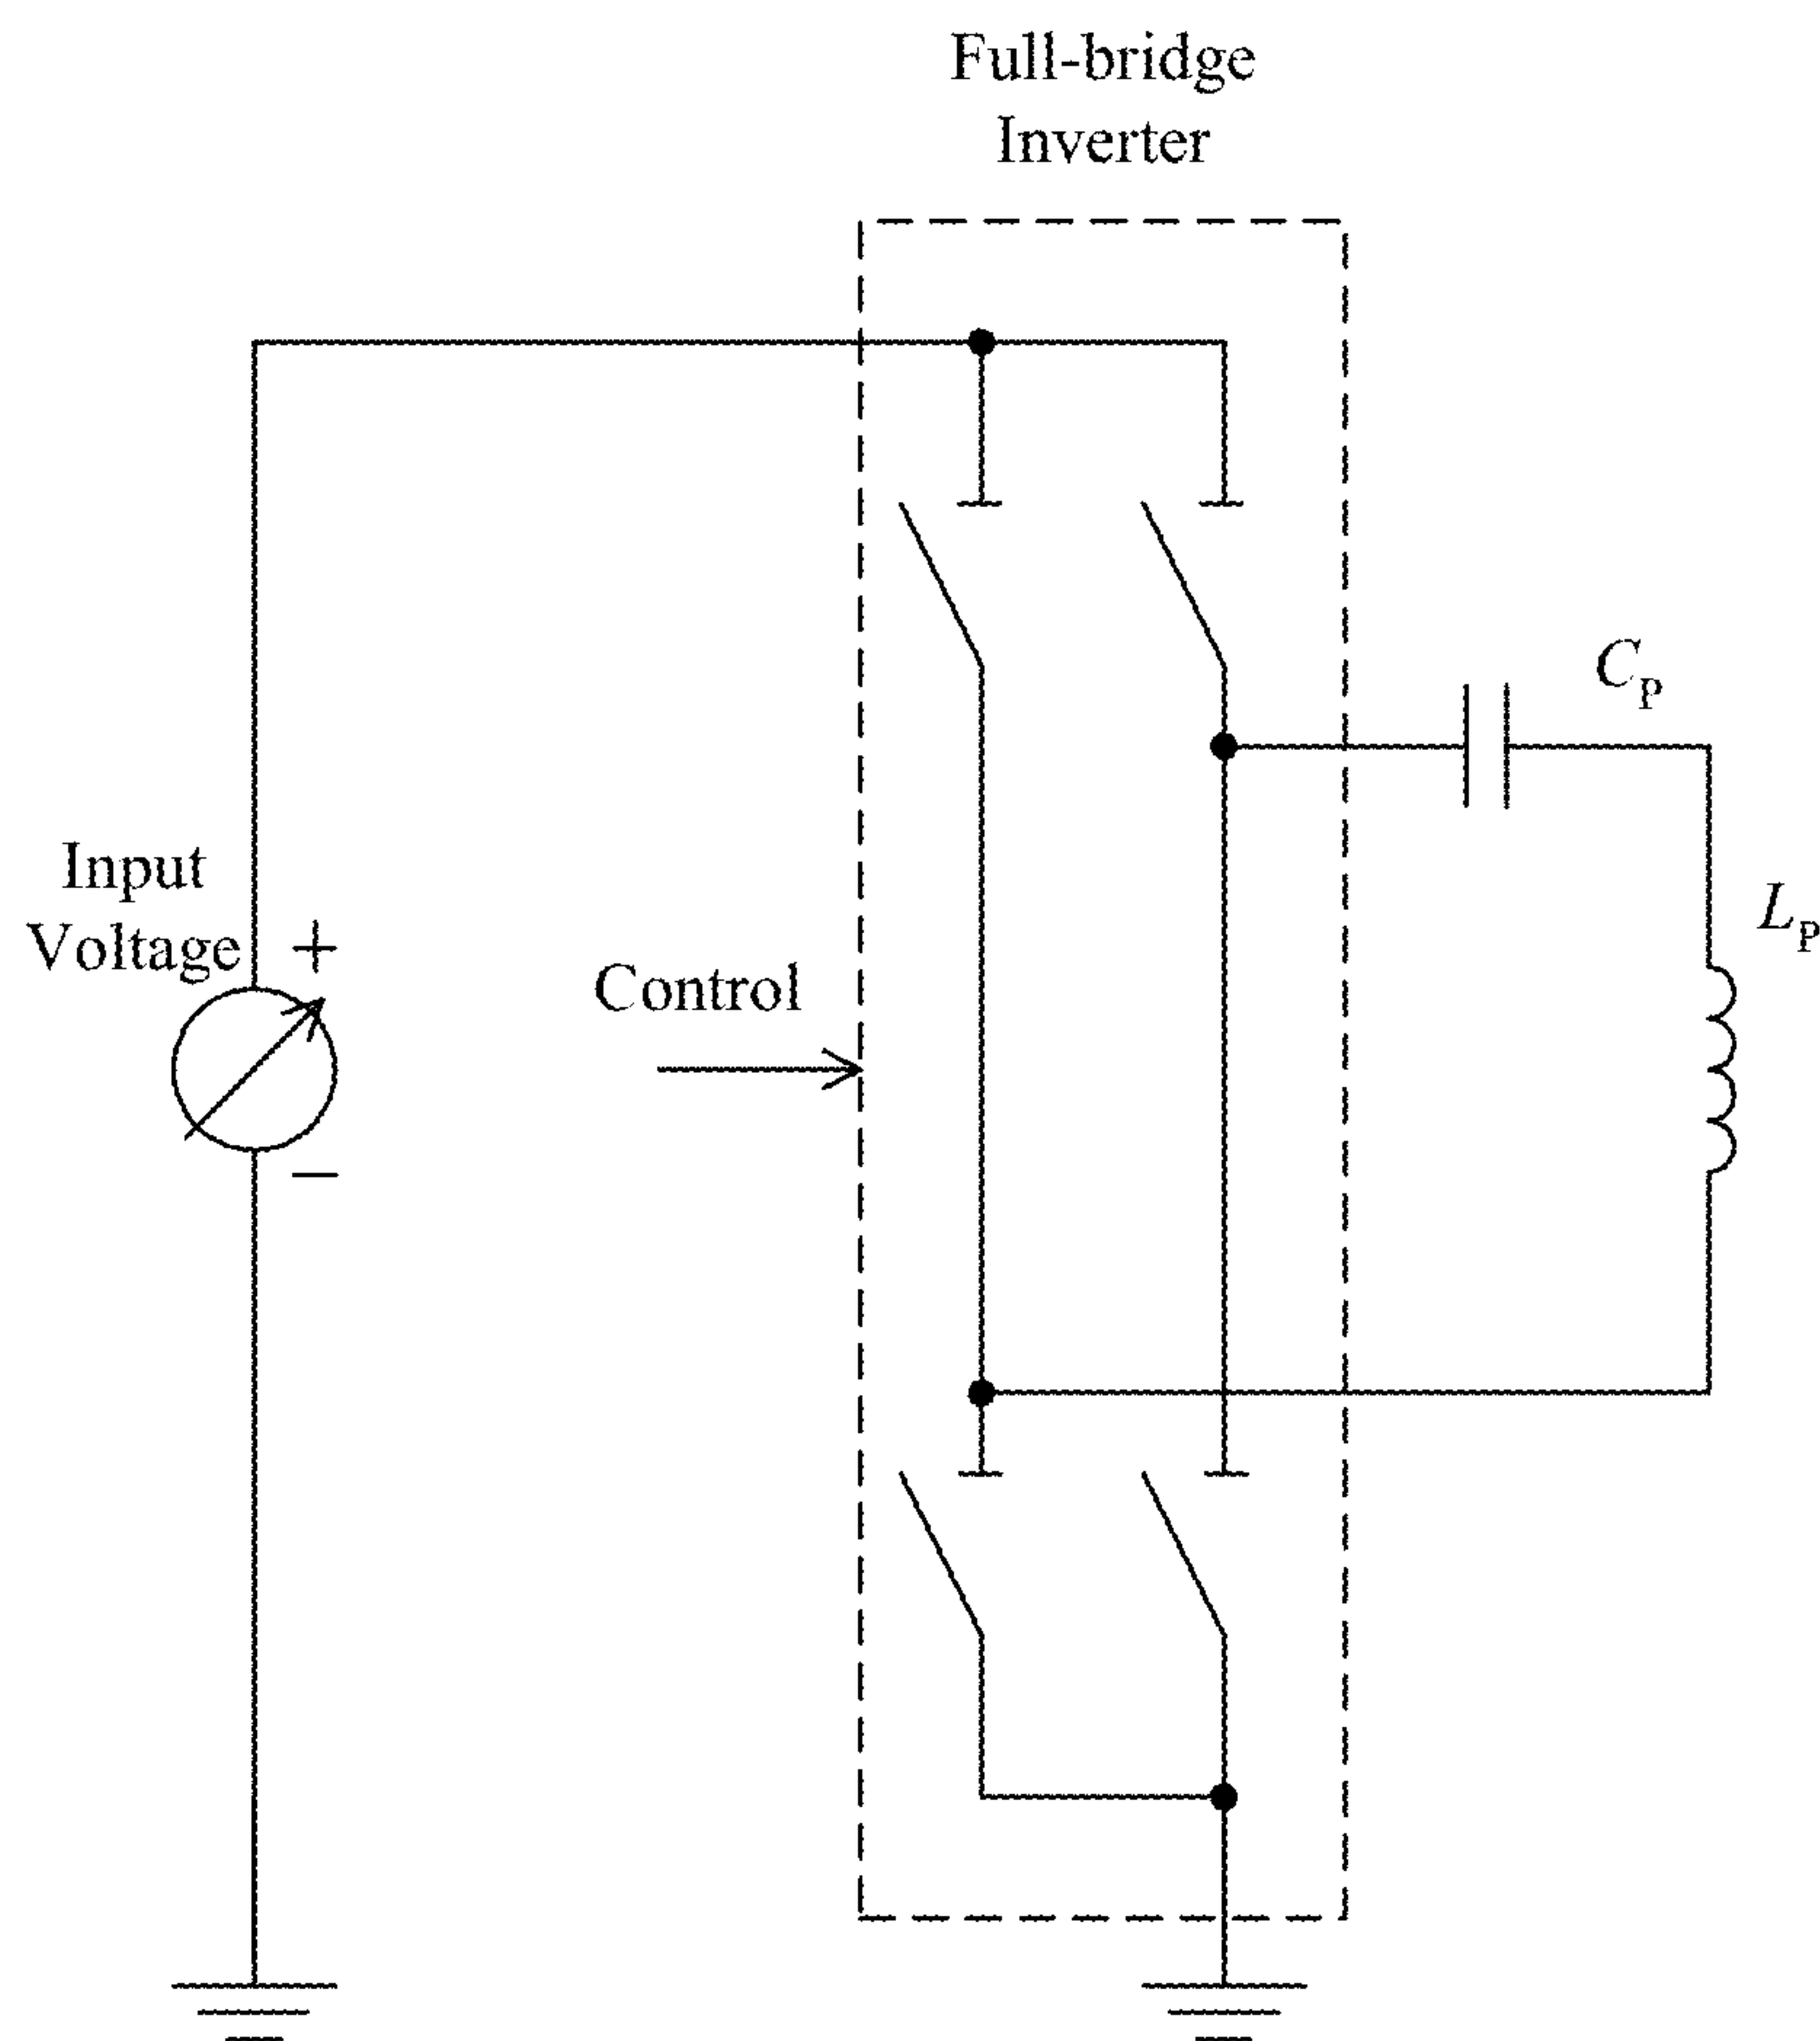 Full-bridge
Inverter
C_P
Input
Voltage
+
L_P
Control
−